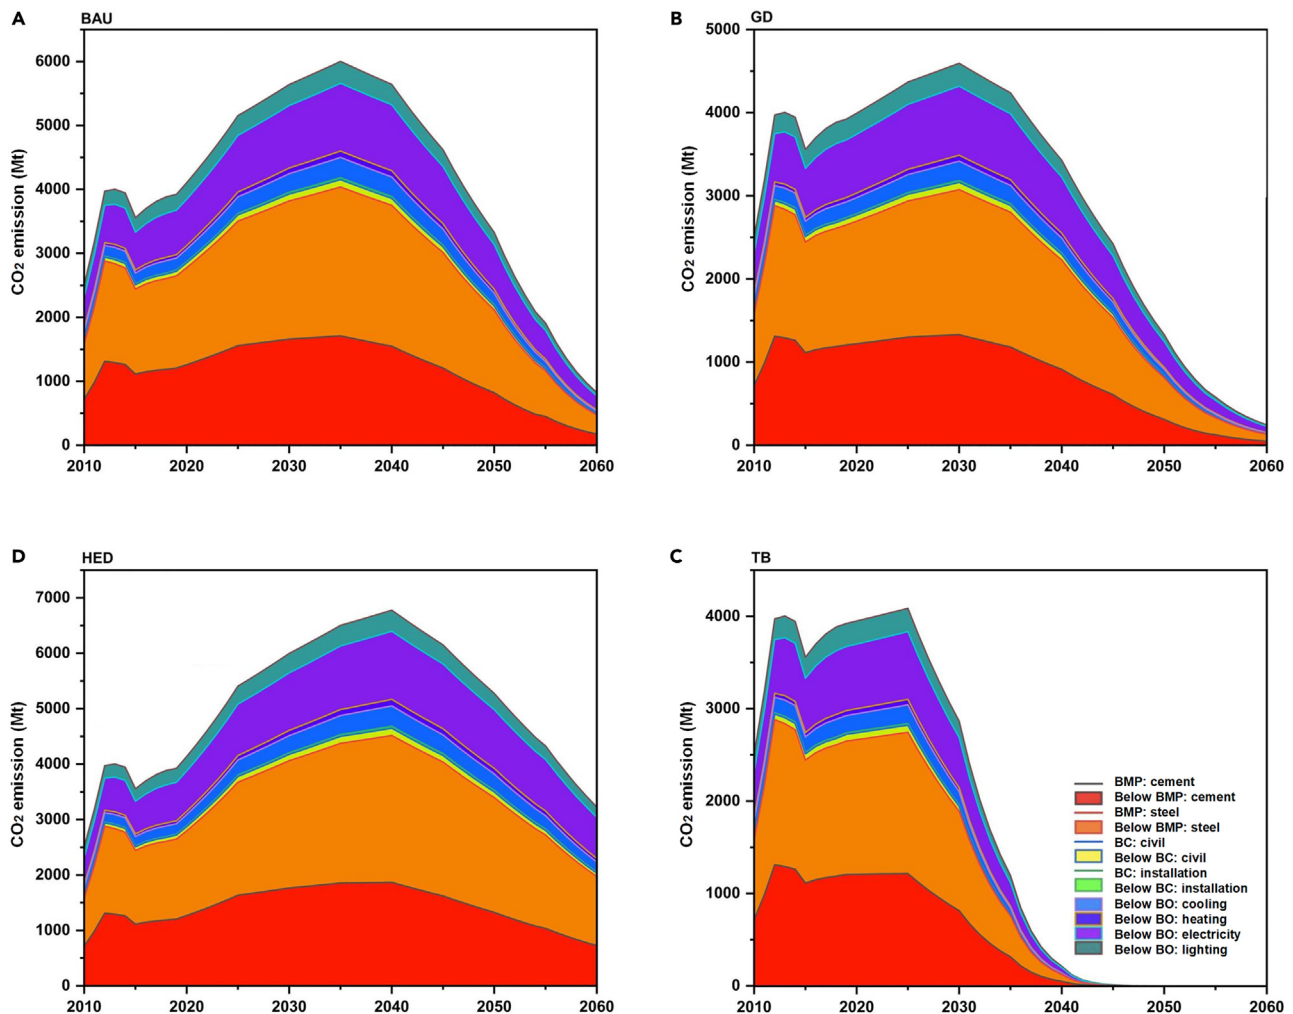 A BAU
CO2 emission (Mt)
6000
5000
4000
3000
2000
1000
0
2010 2020 2030 2040 2050 2060
B GD
CO2 emission (Mt)
5000
4000
3000
2000
1000
0
2010 2020 2030 2040 2050 2060
D HED
CO2 emission (Mt)
7000
6000
5000
4000
3000
2000
1000
0
2010 2020 2030 2040 2050 2060
C TB
CO2 emission (Mt)
4000
3000
2000
1000
0
2010 2020 2030 2040 2050 2060
BMP: cement
Below BMP: cement
BMP: steel
Below BMP: steel
BC: civil
Below BC: civil
BC: installation
Below BC: installation
Below BO: cooling
Below BO: heating
Below BO: electricity
Below BO: lighting